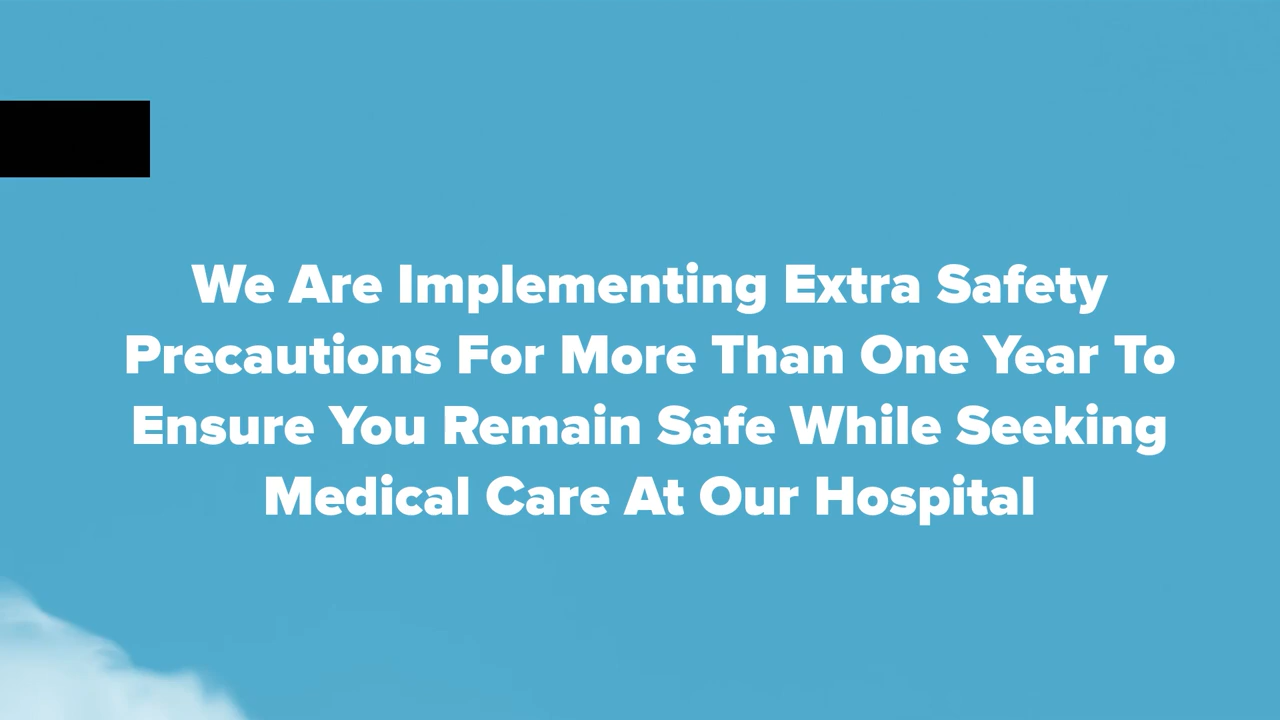 We Are Implementing Extra Safety
Precautions For More Than One Year To
Ensure You Remain Safe While Seeking
Medical Care At Our Hospital